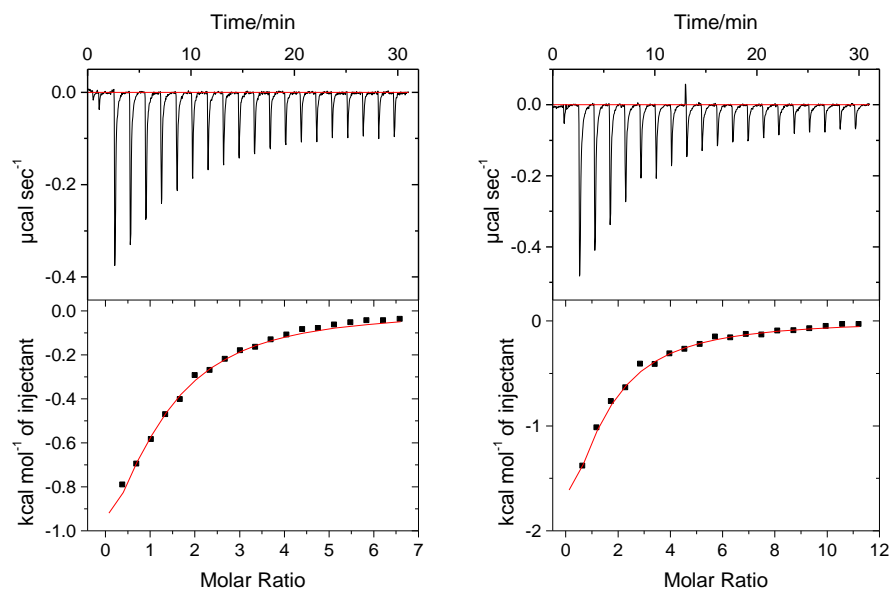 Time/min
0 10 20 30
0.0
-0.2
-0.4
µcal sec⁻¹
0.0
-0.2
-0.4
-0.6
-0.8
-1.0
kcal mol⁻¹ of injectant
0 1 2 3 4 5 6 7
Molar Ratio
Time/min
0 10 20 30
0.0
-0.2
-0.4
µcal sec⁻¹
0
-1
-2
kcal mol⁻¹ of injectant
0 2 4 6 8 10 12
Molar Ratio